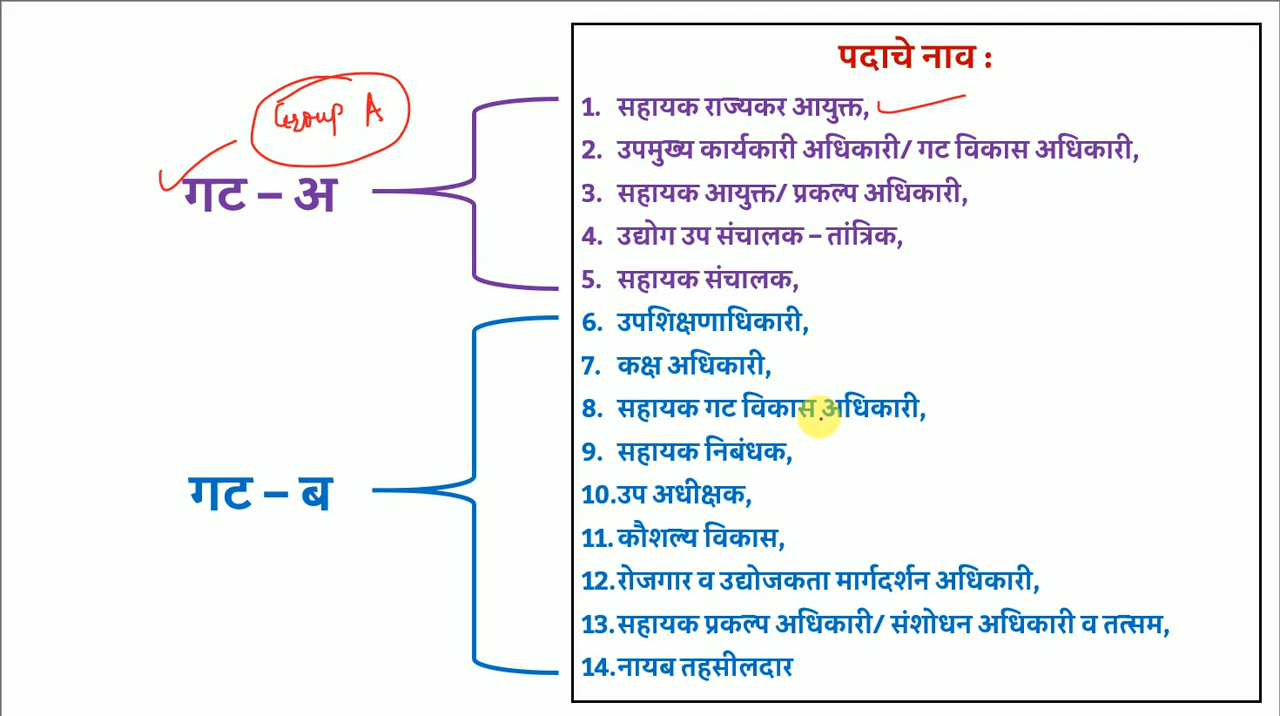 पदाचे नाव :
Group A
गट – अ
1. सहायक राज्यकर आयुक्त,
2. उपमुख्य कार्यकारी अधिकारी/ गट विकास अधिकारी,
3. सहायक आयुक्त/ प्रकल्प अधिकारी,
4. उद्योग उप संचालक – तांत्रिक,
5. सहायक संचालक,
गट – ब
6. उपशिक्षणाधिकारी,
7. कक्ष अधिकारी,
8. सहायक गट विकास अधिकारी,
9. सहायक निबंधक,
10. उप अधीक्षक,
11. कौशल्य विकास,
12. रोजगार व उद्योजकता मार्गदर्शन अधिकारी,
13. सहायक प्रकल्प अधिकारी/ संशोधन अधिकारी व तत्सम,
14. नायब तहसीलदार